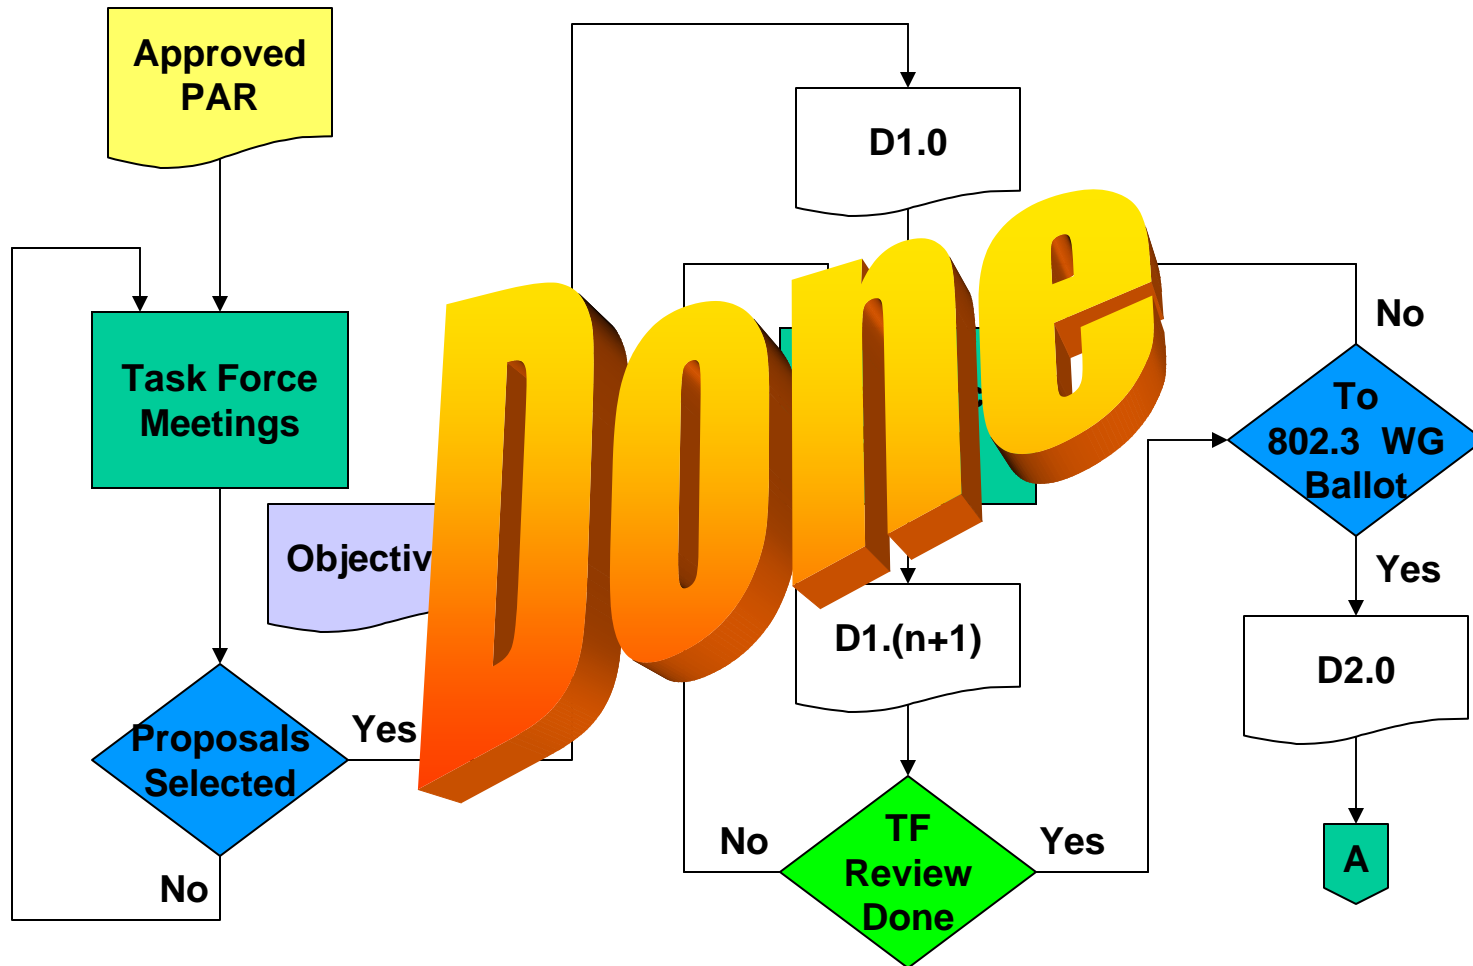 Approved
PAR
D1.0
Done
No
Task Force
Meetings
To
802.3 WG
Ballot
Objectiv
Yes
D1.(n+1)
D2.0
Yes
Proposals
Selected
No
TF
Review
Done
Yes
A
No